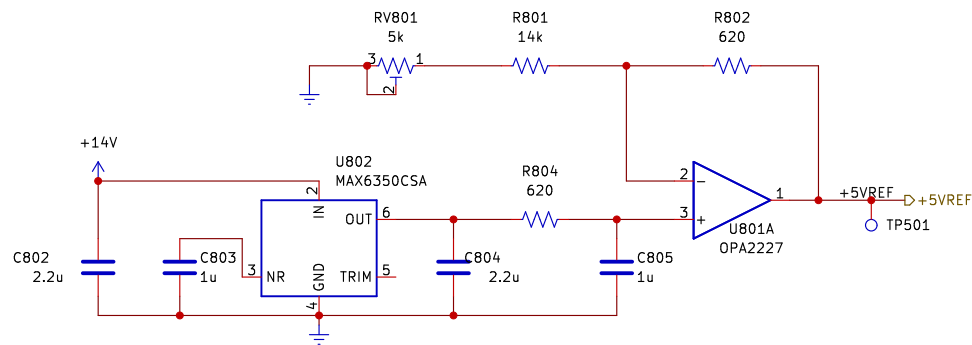 RV801
5k
3
1
2
R801
14k
R802
620
+14V
U802
MAX6350CSA
2
IN
OUT
6
3
NR
GND
TRIM
5
4
R804
620
2
−
3
+
1
U801A
OPA2227
+5VREF
+5VREF
TP501
C802
2.2u
C803
1u
C804
2.2u
C805
1u